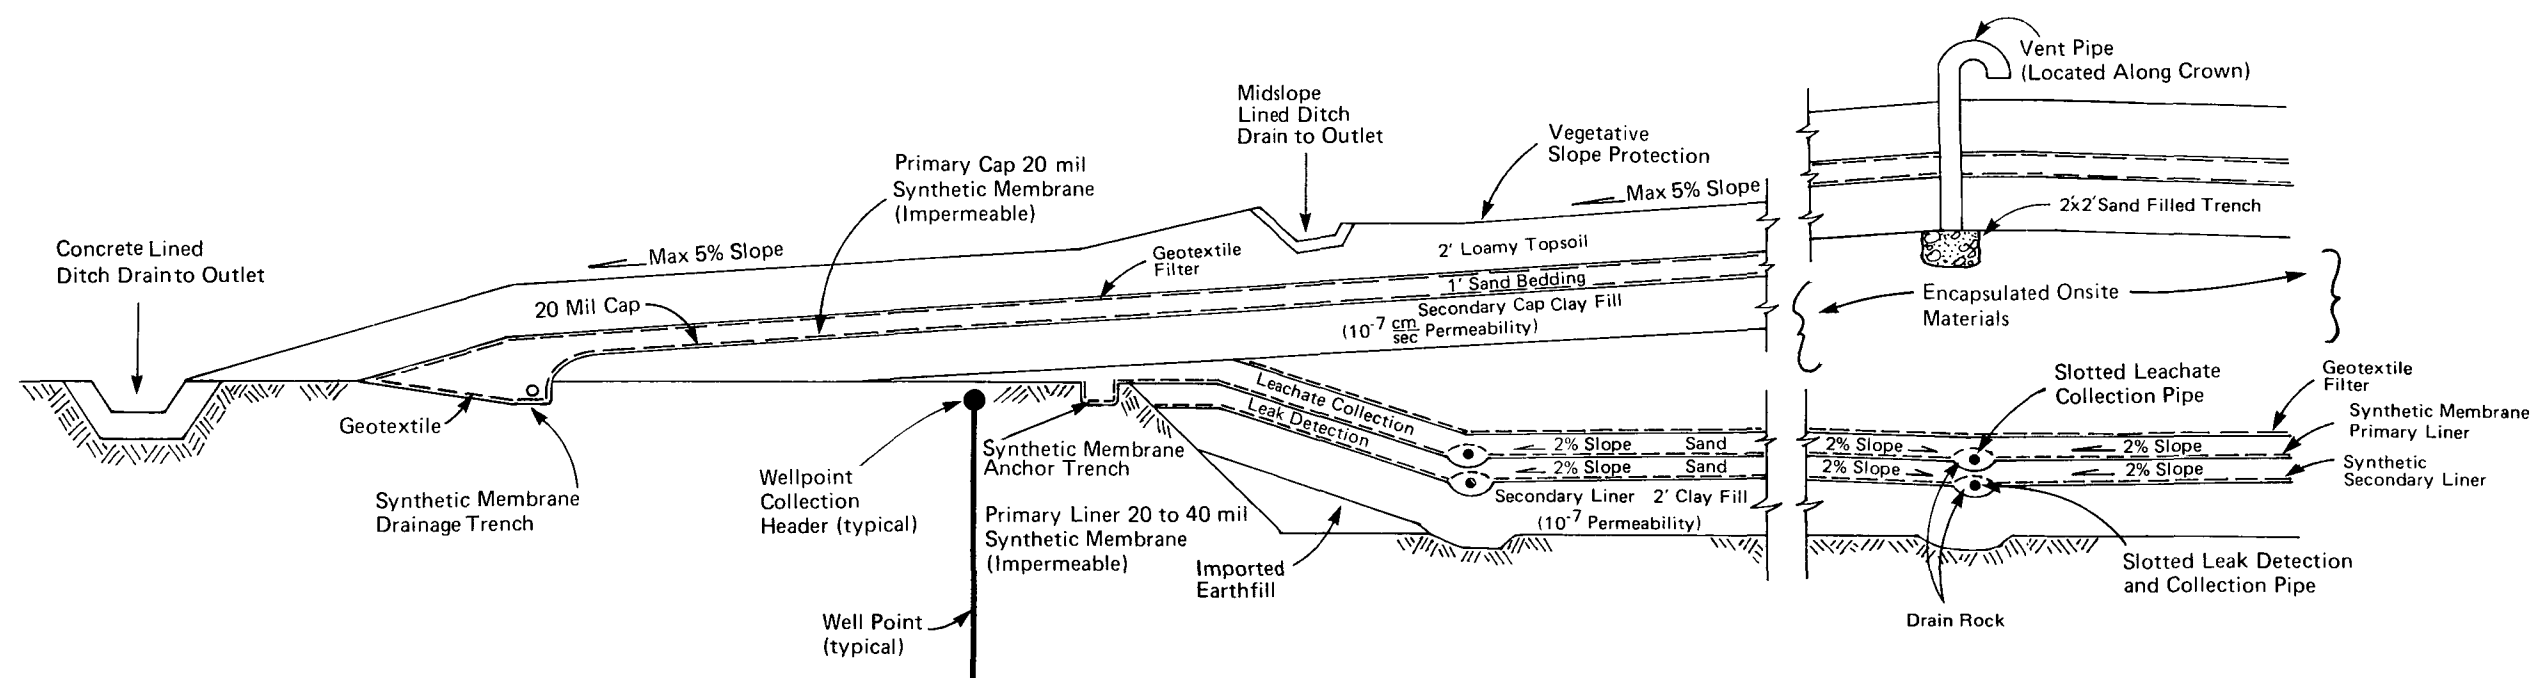 Vent Pipe
(Located Along Crown)
Midslope
Lined Ditch
Drain to Outlet
Vegetative
Slope Protection
Primary Cap 20 mil
Synthetic Membrane
(Impermeable)
Max 5% Slope
2'x2' Sand Filled Trench
Concrete Lined
Ditch Drain to Outlet
Max 5% Slope
Geotextile
Filter
2' Loamy Topsoil
1' Sand Bedding
20 Mil Cap
Secondary Cap Clay Fill
(10-7 cm/sec Permeability)
Encapsulated Onsite
Materials
Geotextile
Synthetic Membrane
Drainage Trench
Wellpoint
Collection
Header (typical)
Synthetic Membrane
Anchor Trench
Leachate Collection
Leak Detection
Slotted Leachate
Collection Pipe
Geotextile
Filter
Synthetic Membrane
Primary Liner
Synthetic
Secondary Liner
2% Slope Sand
2% Slope Sand
2% Slope
2% Slope
2% Slope
2% Slope
Secondary Liner 2' Clay Fill
(10-7 Permeability)
Primary Liner 20 to 40 mil
Synthetic Membrane
(Impermeable)
Imported
Earthfill
Slotted Leak Detection
and Collection Pipe
Drain Rock
Well Point
(typical)